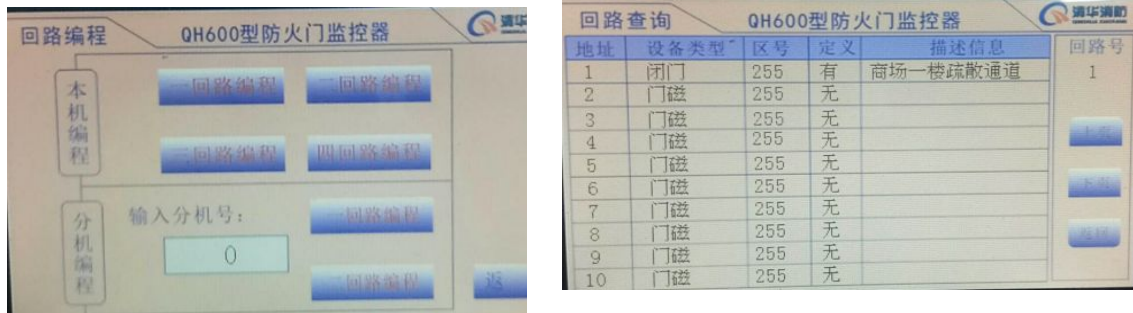 回路编程
QH600型防火门监控器
清华
本机编程
一回路编程
二回路编程
三回路编程
四回路编程
分机编程
输入分机号:
0
一回路编程
二回路编程
返
回路查询
QH600型防火门监控器
清华消防
地址 设备类型 区号 定义 描述信息 回路号
1 闭门 255 有 商场一楼疏散通道 1
2 门磁 255 无
3 门磁 255 无
4 门磁 255 无
5 门磁 255 无
6 门磁 255 无
7 门磁 255 无
8 门磁 255 无
9 门磁 255 无
10 门磁 255 无
上页
下页
返回